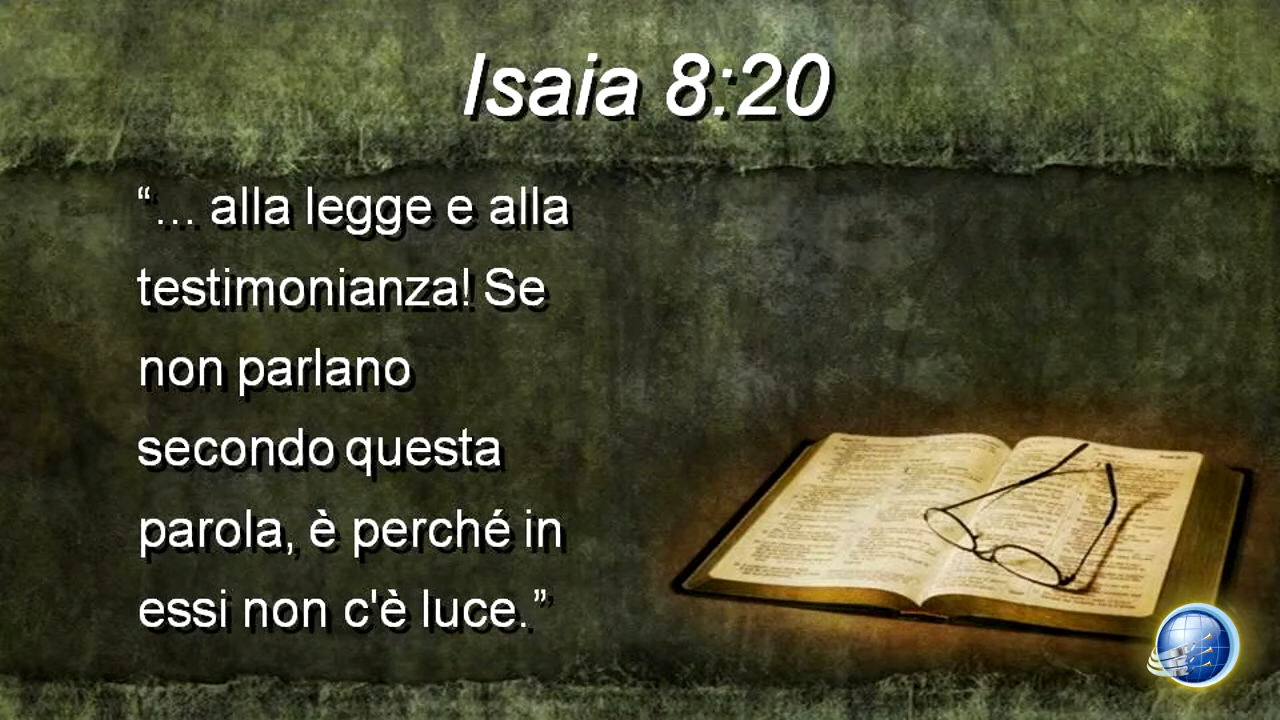 Isaia 8:20
“... alla legge e alla
testimonianza! Se
non parlano
secondo questa
parola, è perché in
essi non c'è luce.”